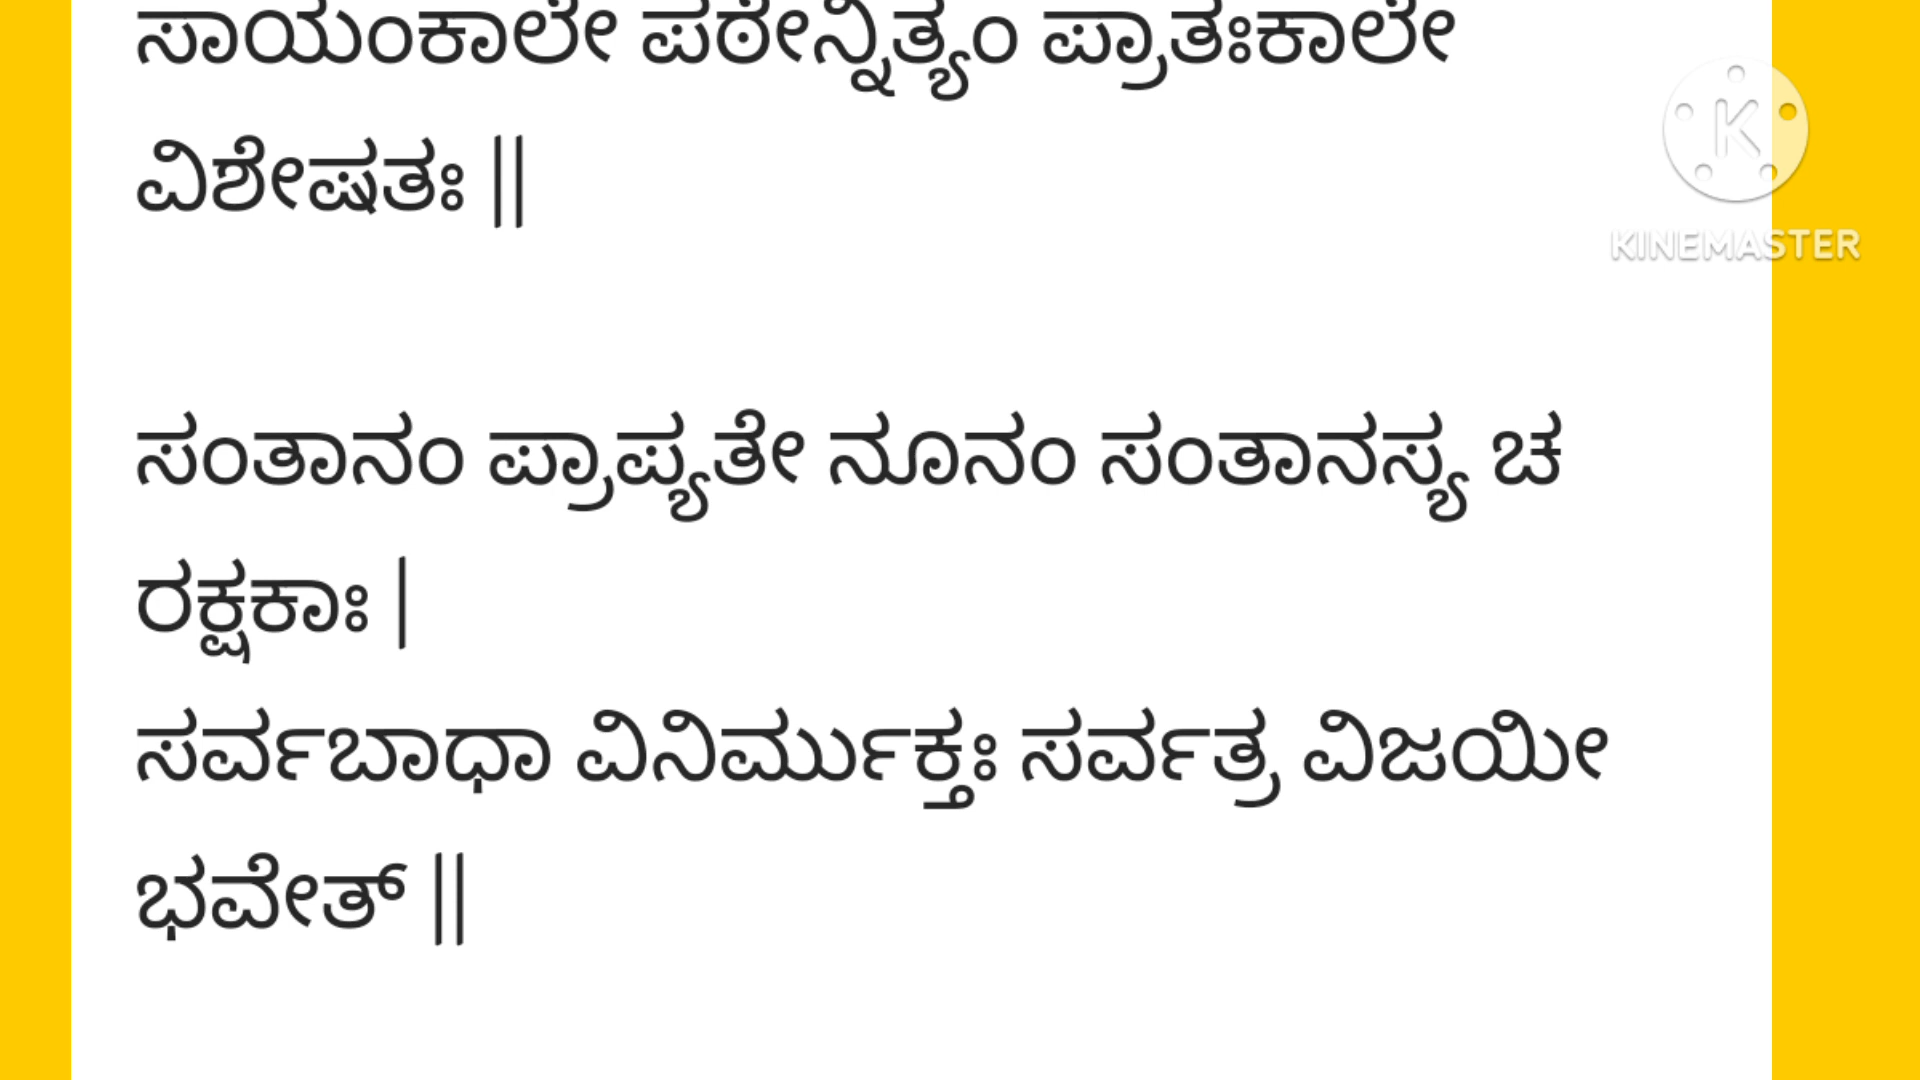 ಸಾಯಂಕಾಲೇ ಪಠೇನ್ನಿತ್ಯಂ ಪ್ರಾತಃಕಾಲೇ
ವಿಶೇಷತಃ ||
ಸಂತಾನಂ ಪ್ರಾಪ್ಯತೇ ನೂನಂ ಸಂತಾನಸ್ಯ ಚ
ರಕ್ಷಕಾಃ |
ಸರ್ವಬಾಧಾ ವಿನಿರ್ಮುಕ್ತಃ ಸರ್ವತ್ರ ವಿಜಯೀ
ಭವೇತ್ ||
K
KINEMASTER